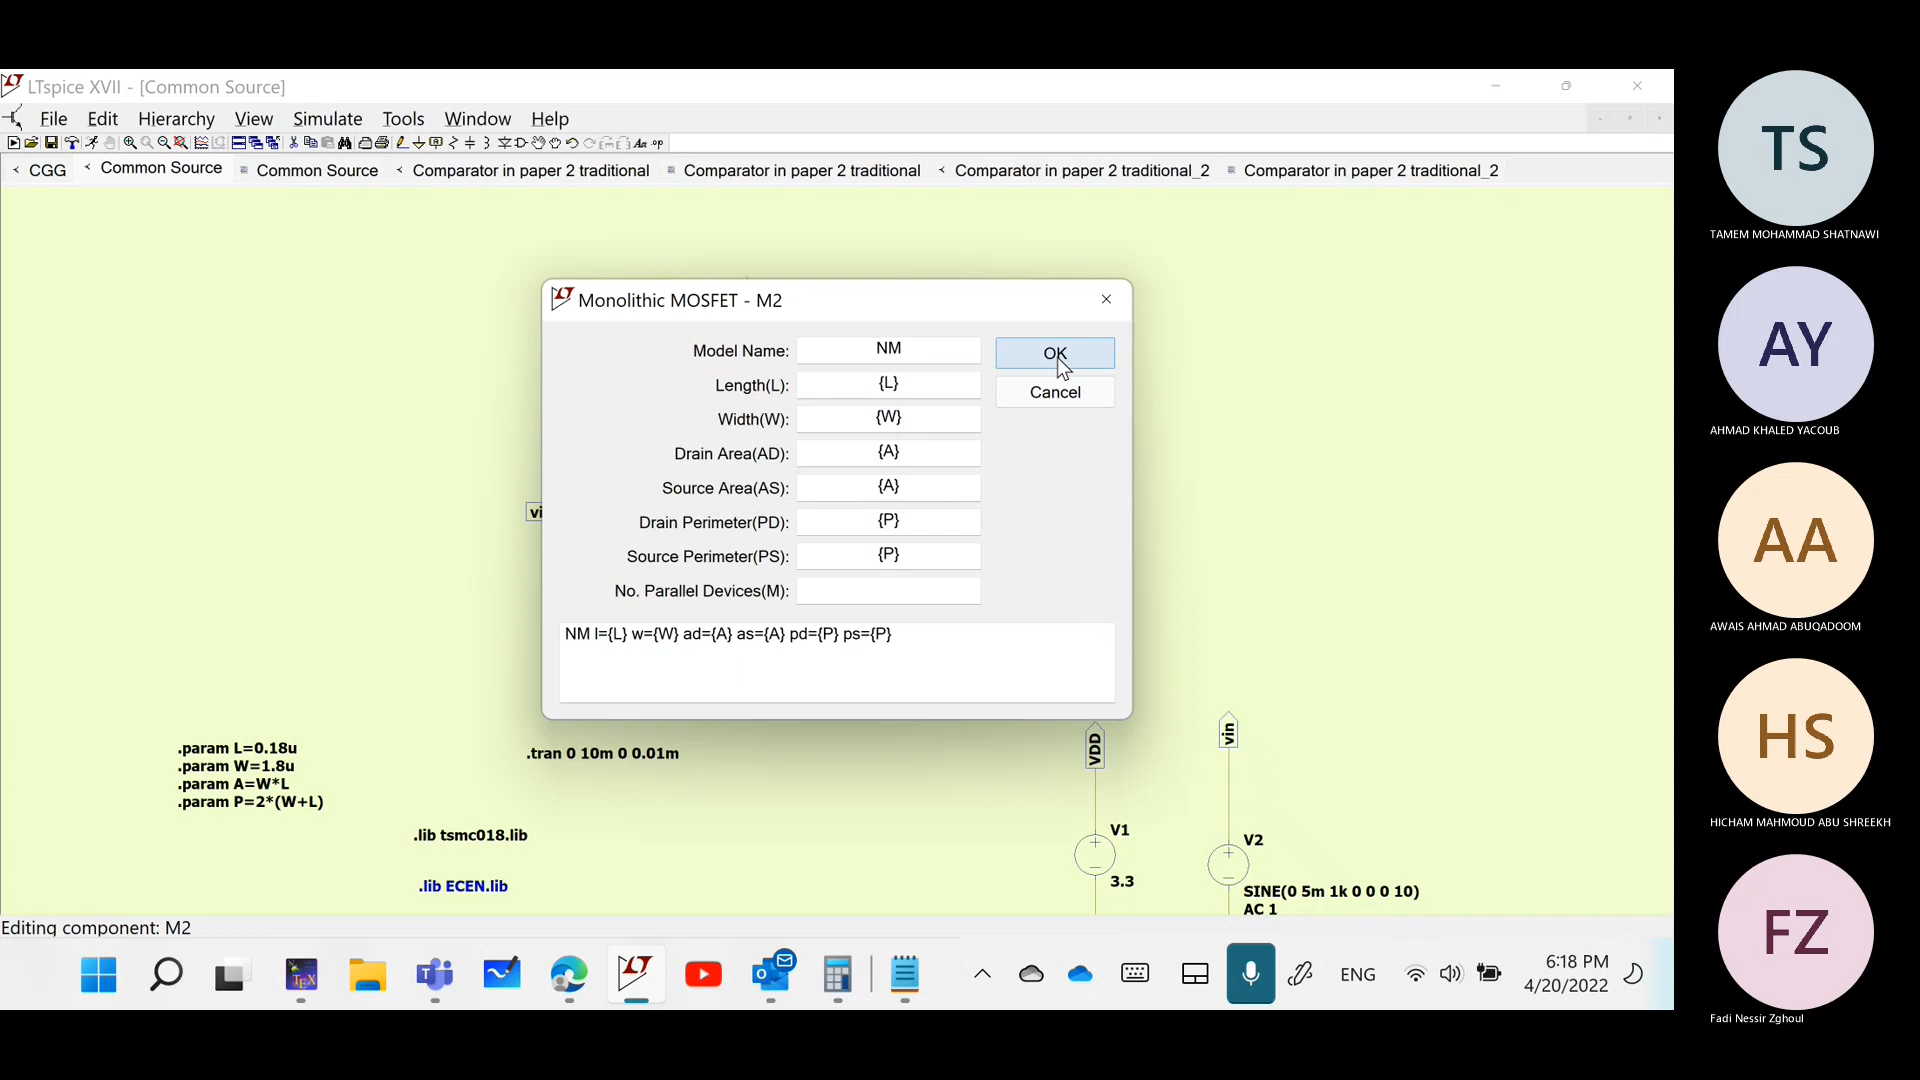 LTspice XVII - [Common Source]
File Edit Hierarchy View Simulate Tools Window Help
CGG Common Source Common Source Comparator in paper 2 traditional Comparator in paper 2 traditional Comparator in paper 2 traditional_2 Comparator in paper 2 traditional_2
Monolithic MOSFET - M2
Model Name: NM
OK
Length(L): {L}
Cancel
Width(W): {W}
Drain Area(AD): {A}
Source Area(AS): {A}
Drain Perimeter(PD): {P}
Source Perimeter(PS): {P}
No. Parallel Devices(M):
NM l={L} w={W} ad={A} as={A} pd={P} ps={P}
vi
.param L=0.18u
.param W=1.8u
.param A=W*L
.param P=2*(W+L)
.tran 0 10m 0 0.01m
.lib tsmc018.lib
.lib ECEN.lib
VDD
V1
3.3
vin
V2
SINE(0 5m 1k 0 0 0 10)
AC 1
Editing component: M2
ENG
6:18 PM
4/20/2022
TS
TAMEM MOHAMMAD SHATNAWI
AY
AHMAD KHALED YACOUB
AA
AWAIS AHMAD ABUQADOOM
HS
HICHAM MAHMOUD ABU SHREEKH
FZ
Fadi Nessir Zghoul